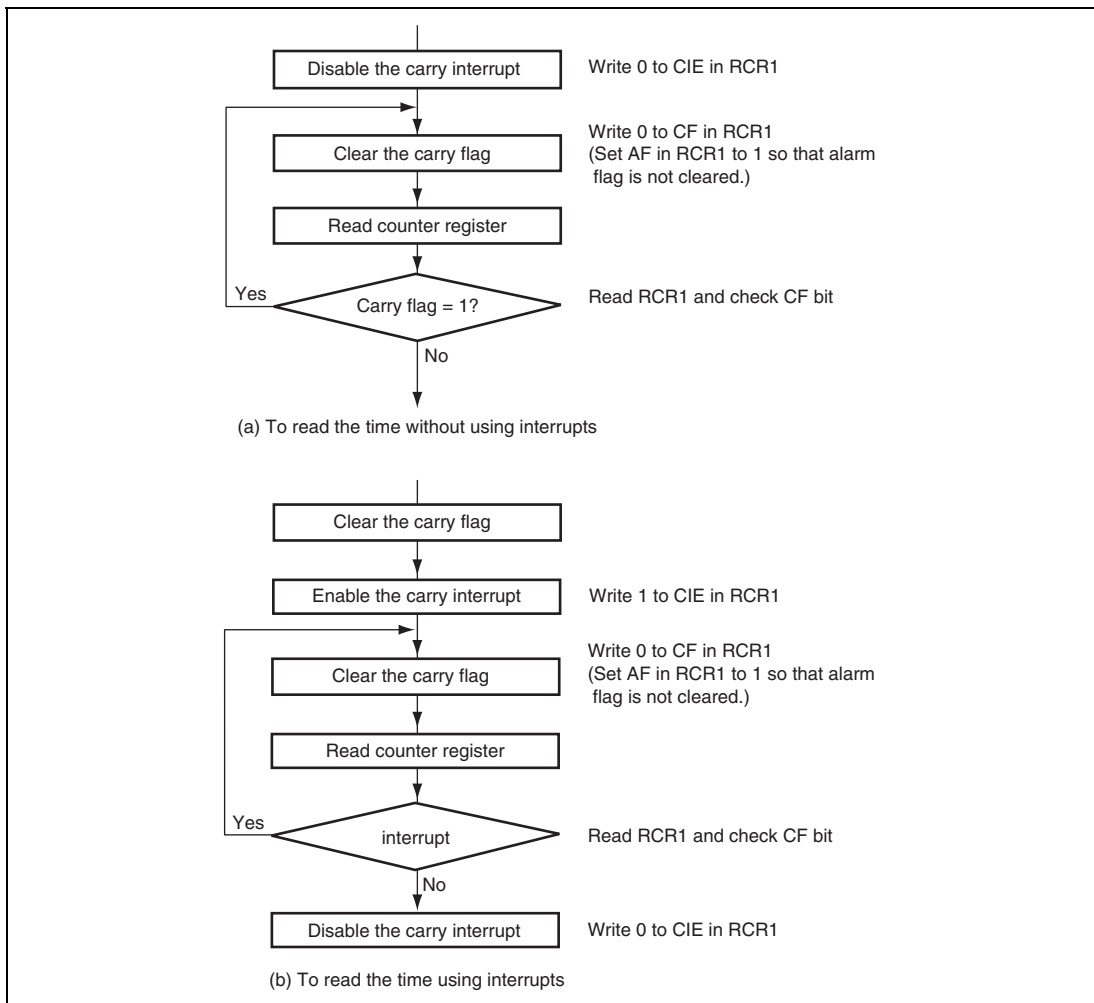 Disable the carry interrupt
Write 0 to CIE in RCR1
Clear the carry flag
Write 0 to CF in RCR1
(Set AF in RCR1 to 1 so that alarm
flag is not cleared.)
Read counter register
Yes
Carry flag = 1?
Read RCR1 and check CF bit
No
(a) To read the time without using interrupts
Clear the carry flag
Enable the carry interrupt
Write 1 to CIE in RCR1
Clear the carry flag
Write 0 to CF in RCR1
(Set AF in RCR1 to 1 so that alarm
flag is not cleared.)
Read counter register
Yes
interrupt
Read RCR1 and check CF bit
No
Disable the carry interrupt
Write 0 to CIE in RCR1
(b) To read the time using interrupts